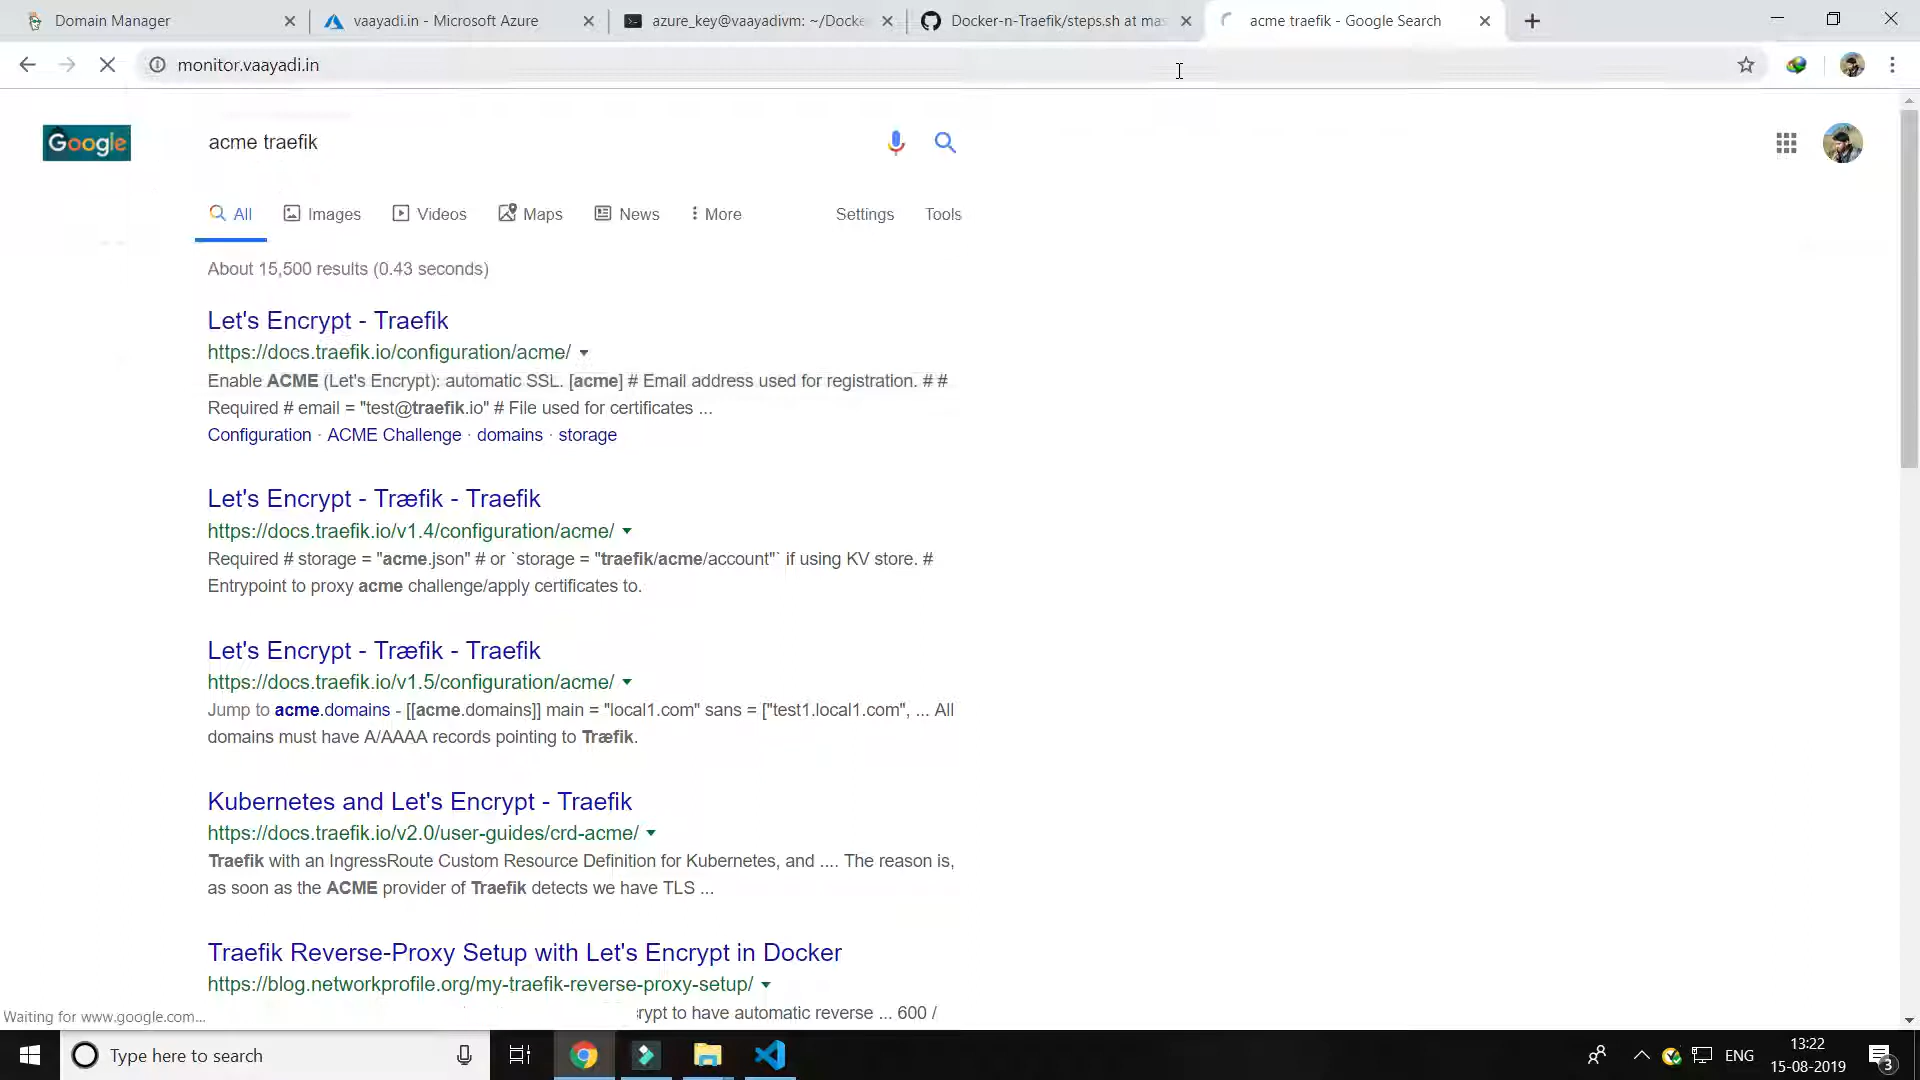 Domain Manager
vaayadi.in - Microsoft Azure
azure_key@vaayadivm: ~/Docke
Docker-n-Traefik/steps.sh at mas
acme traefik - Google Search
monitor.vaayadi.in
Google
acme traefik
All
Images
Videos
Maps
News
More
Settings
Tools
About 15,500 results (0.43 seconds)
Let's Encrypt - Traefik
https://docs.traefik.io/configuration/acme/
Enable ACME (Let's Encrypt): automatic SSL. [acme] # Email address used for registration. # #
Required # email = "test@traefik.io" # File used for certificates ...
Configuration · ACME Challenge · domains · storage
Let's Encrypt - Træfik - Traefik
https://docs.traefik.io/v1.4/configuration/acme/
Required # storage = "acme.json" # or `storage = "traefik/acme/account"` if using KV store. #
Entrypoint to proxy acme challenge/apply certificates to.
Let's Encrypt - Træfik - Traefik
https://docs.traefik.io/v1.5/configuration/acme/
Jump to acme.domains - [[acme.domains]] main = "local1.com" sans = ["test1.local1.com", ... All
domains must have A/AAAA records pointing to Træfik.
Kubernetes and Let's Encrypt - Traefik
https://docs.traefik.io/v2.0/user-guides/crd-acme/
Traefik with an IngressRoute Custom Resource Definition for Kubernetes, and .... The reason is,
as soon as the ACME provider of Traefik detects we have TLS ...
Traefik Reverse-Proxy Setup with Let's Encrypt in Docker
https://blog.networkprofile.org/my-traefik-reverse-proxy-setup/
crypt to have automatic reverse ... 600 /
Waiting for www.google.com...
Type here to search
ENG
13:22
15-08-2019
3